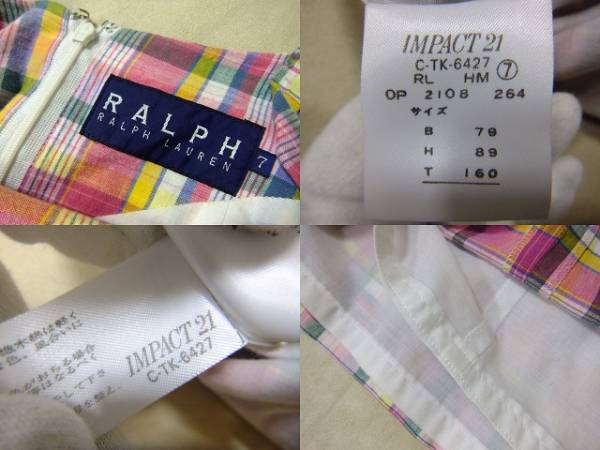 RALPH
RALPH LAUREN
7
IMPACT 21
C-TK-6427
RL HM ⑦
OP 2108 264
サイズ
B 79
H 89
T 160
IMPACT 21
C-TK-6427